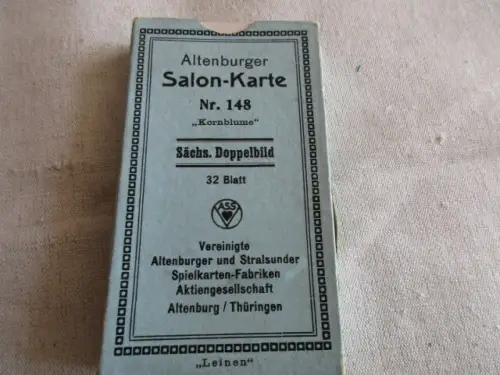 Altenburger
Salon-Karte
Nr. 148
„Kornblume"
Sächs. Doppelbild
32 Blatt
ASS
Vereinigte
Altenburger und Stralsunder
Spielkarten-Fabriken
Aktiengesellschaft
Altenburg / Thüringen
„Leinen"